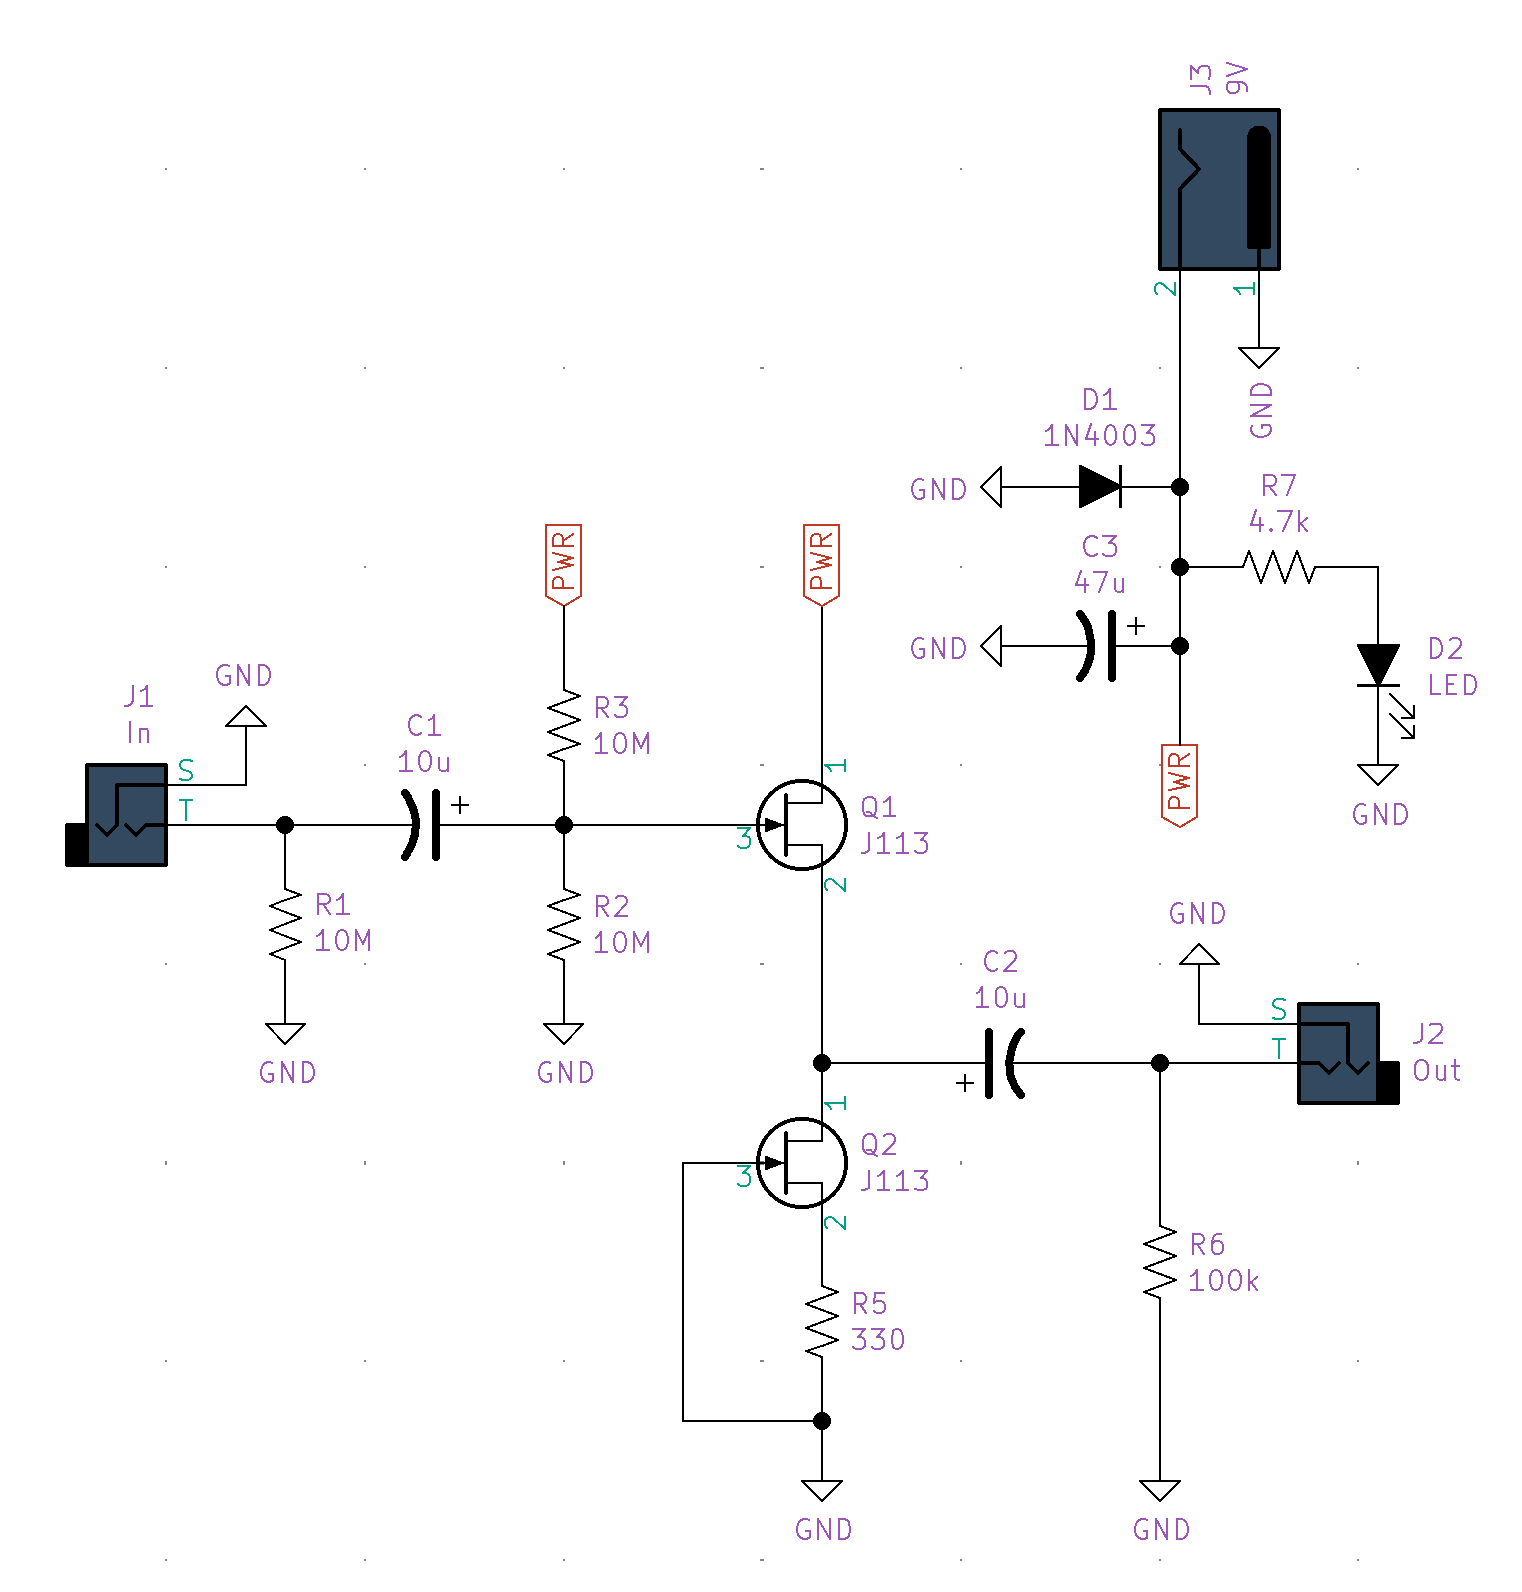 J3
9V
2
1
GND
D1
1N4003
GND
R7
4.7k
PWR
PWR
C3
47u
+
GND
D2
LED
GND
PWR
J1
In
GND
S
T
C1
10u
+
R3
10M
1
Q1
J113
3
2
R1
10M
GND
R2
10M
GND
GND
C2
10u
+
S
T
J2
Out
1
Q2
J113
3
2
R5
330
R6
100k
GND
GND